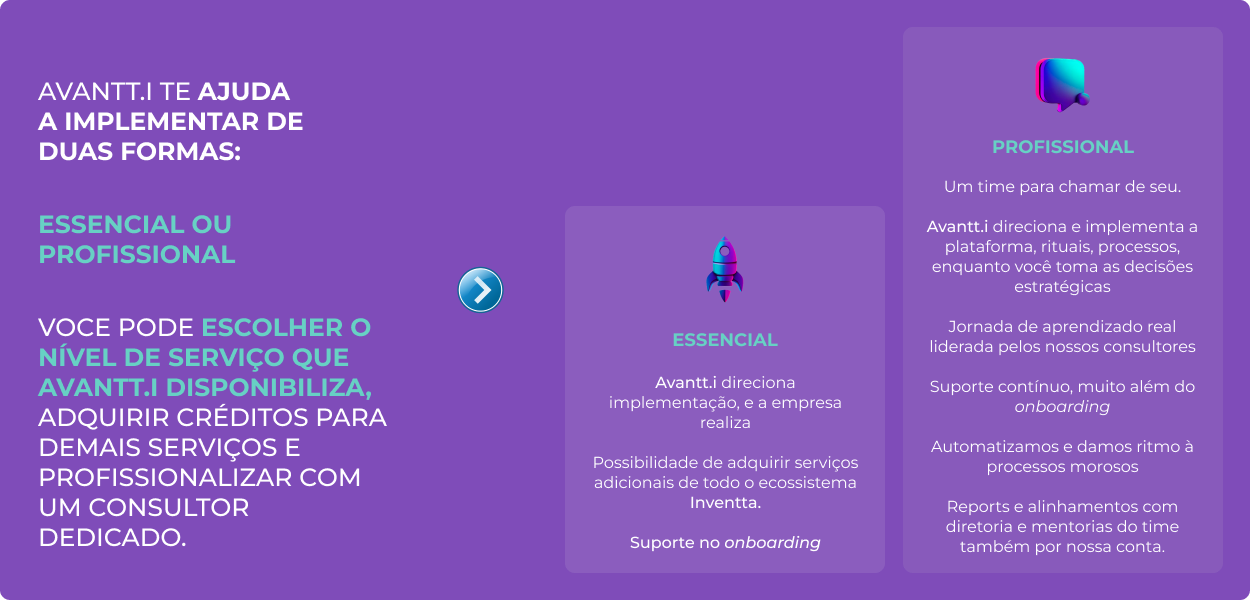 AVANTT.I TE AJUDA
A IMPLEMENTAR DE
DUAS FORMAS:
ESSENCIAL OU
PROFISSIONAL
VOCE PODE ESCOLHER O
NÍVEL DE SERVIÇO QUE
AVANTT.I DISPONIBILIZA,
ADQUIRIR CRÉDITOS PARA
DEMAIS SERVIÇOS E
PROFISSIONALIZAR COM
UM CONSULTOR
DEDICADO.
ESSENCIAL
Avantt.i direciona
implementação, e a empresa
realiza
Possibilidade de adquirir serviços
adicionais de todo o ecossistema
Inventta.
Suporte no onboarding
PROFISSIONAL
Um time para chamar de seu.
Avantt.i direciona e implementa a
plataforma, rituais, processos,
enquanto você toma as decisões
estratégicas
Jornada de aprendizado real
liderada pelos nossos consultores
Suporte contínuo, muito além do
onboarding
Automatizamos e damos ritmo à
processos morosos
Reports e alinhamentos com
diretoria e mentorias do time
também por nossa conta.